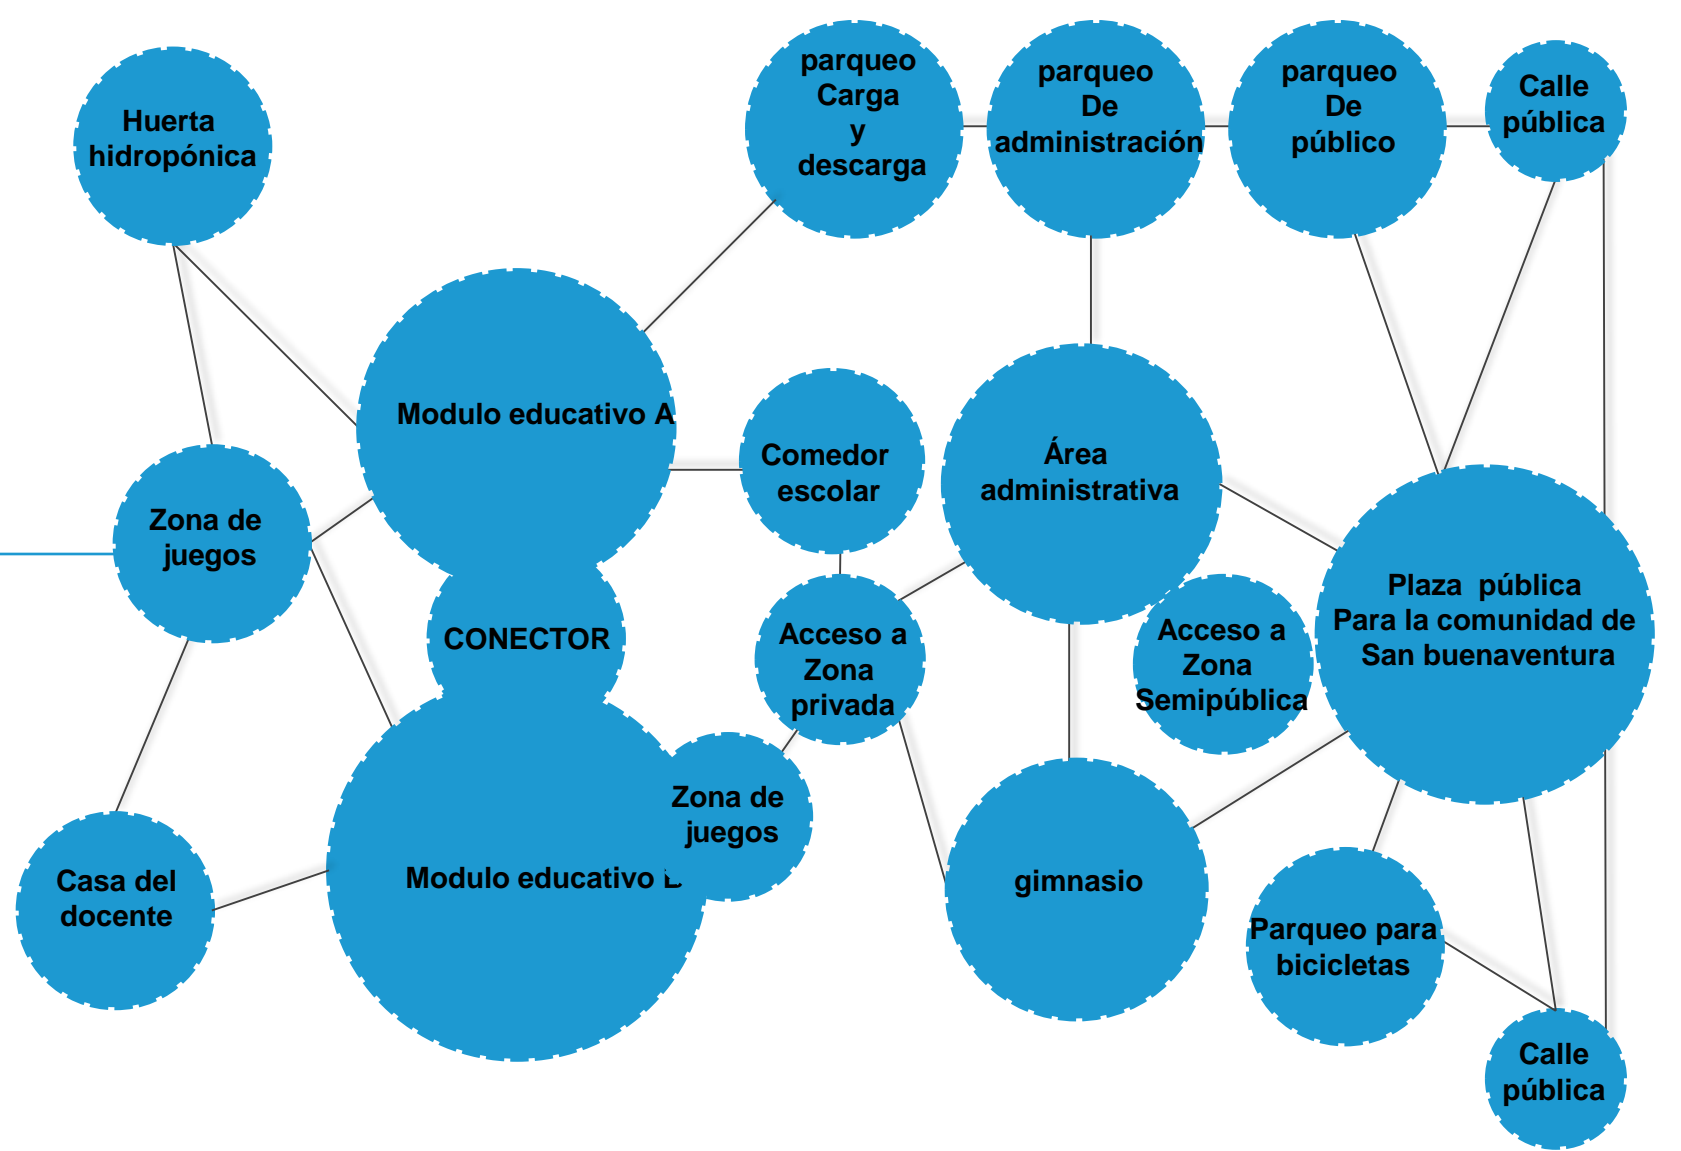 parqueo
Carga
y
descarga
parqueo
De
administración
parqueo
De
público
Calle
pública
Huerta
hidropónica
Modulo educativo A
Comedor
escolar
Área
administrativa
Zona de
juegos
Plaza  pública
Para la comunidad de
San buenaventura
CONECTOR
Acceso a
Zona
privada
Acceso a
Zona
Semipública
Zona de
juegos
Casa del
docente
Modulo educativo
gimnasio
Parqueo para
bicicletas
Calle
pública